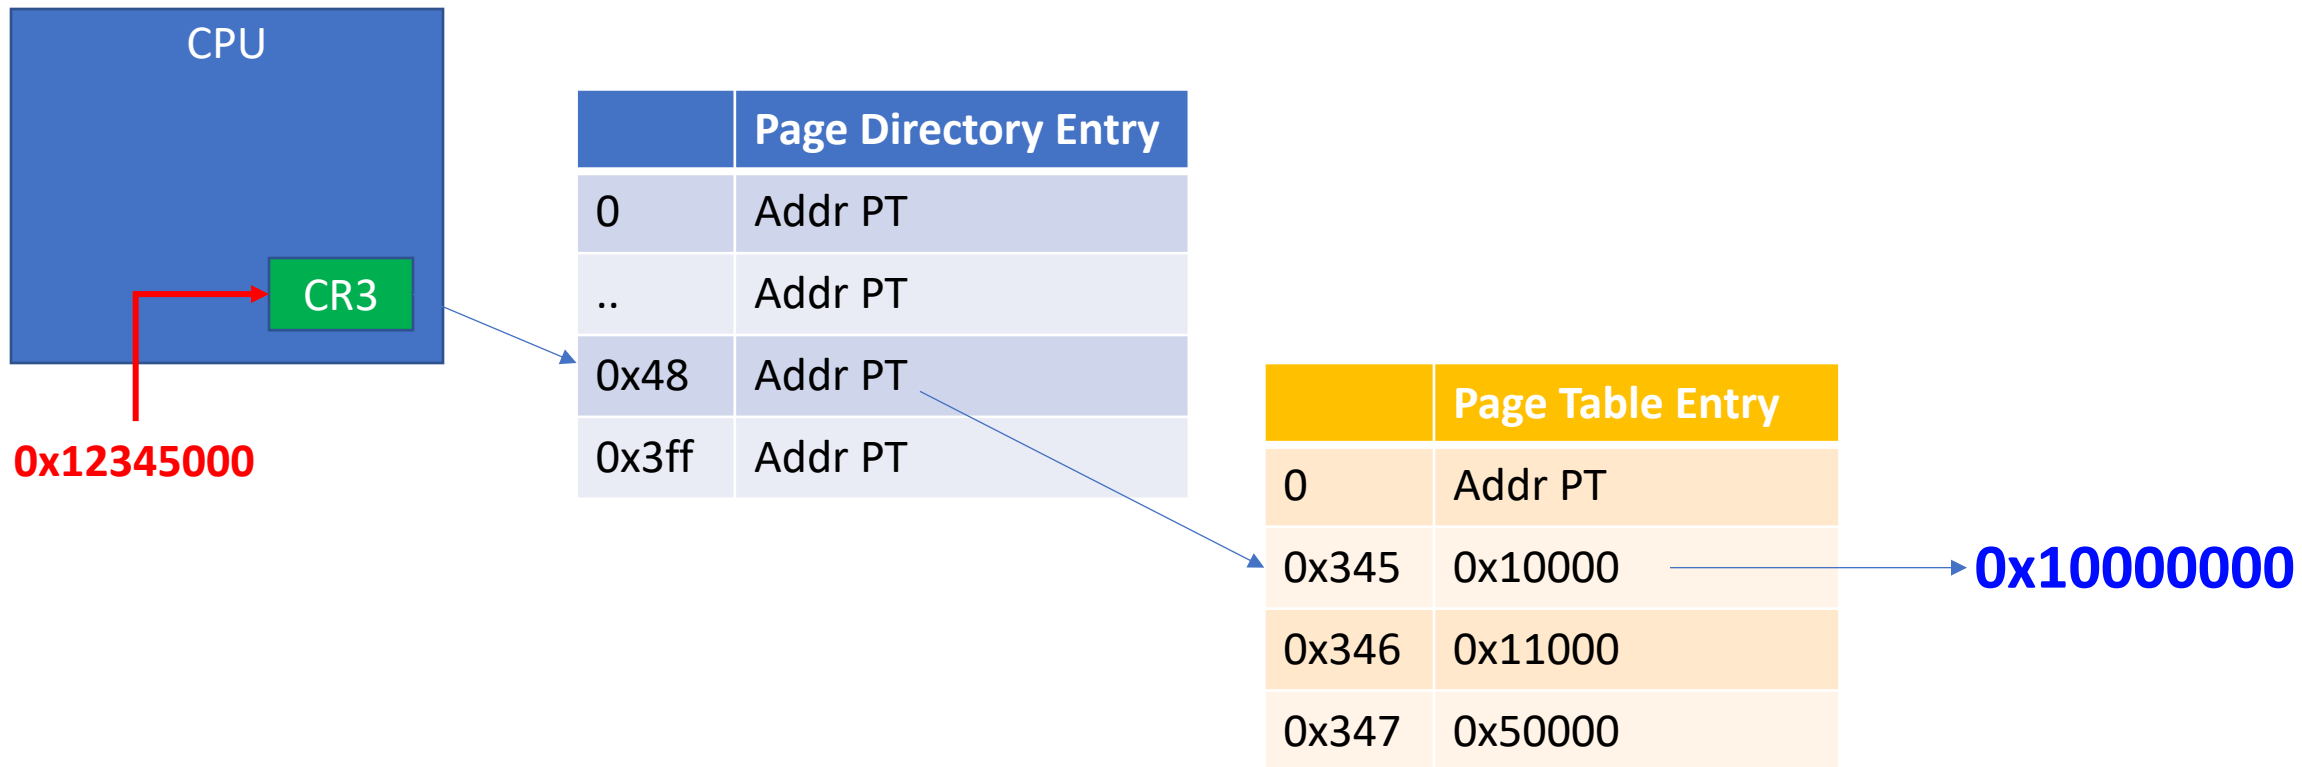 CPU
CR3
0x12345000
Page Directory Entry
0 Addr PT
.. Addr PT
0x48 Addr PT
0x3ff Addr PT
Page Table Entry
0 Addr PT
0x345 0x10000
0x346 0x11000
0x347 0x50000
0x10000000